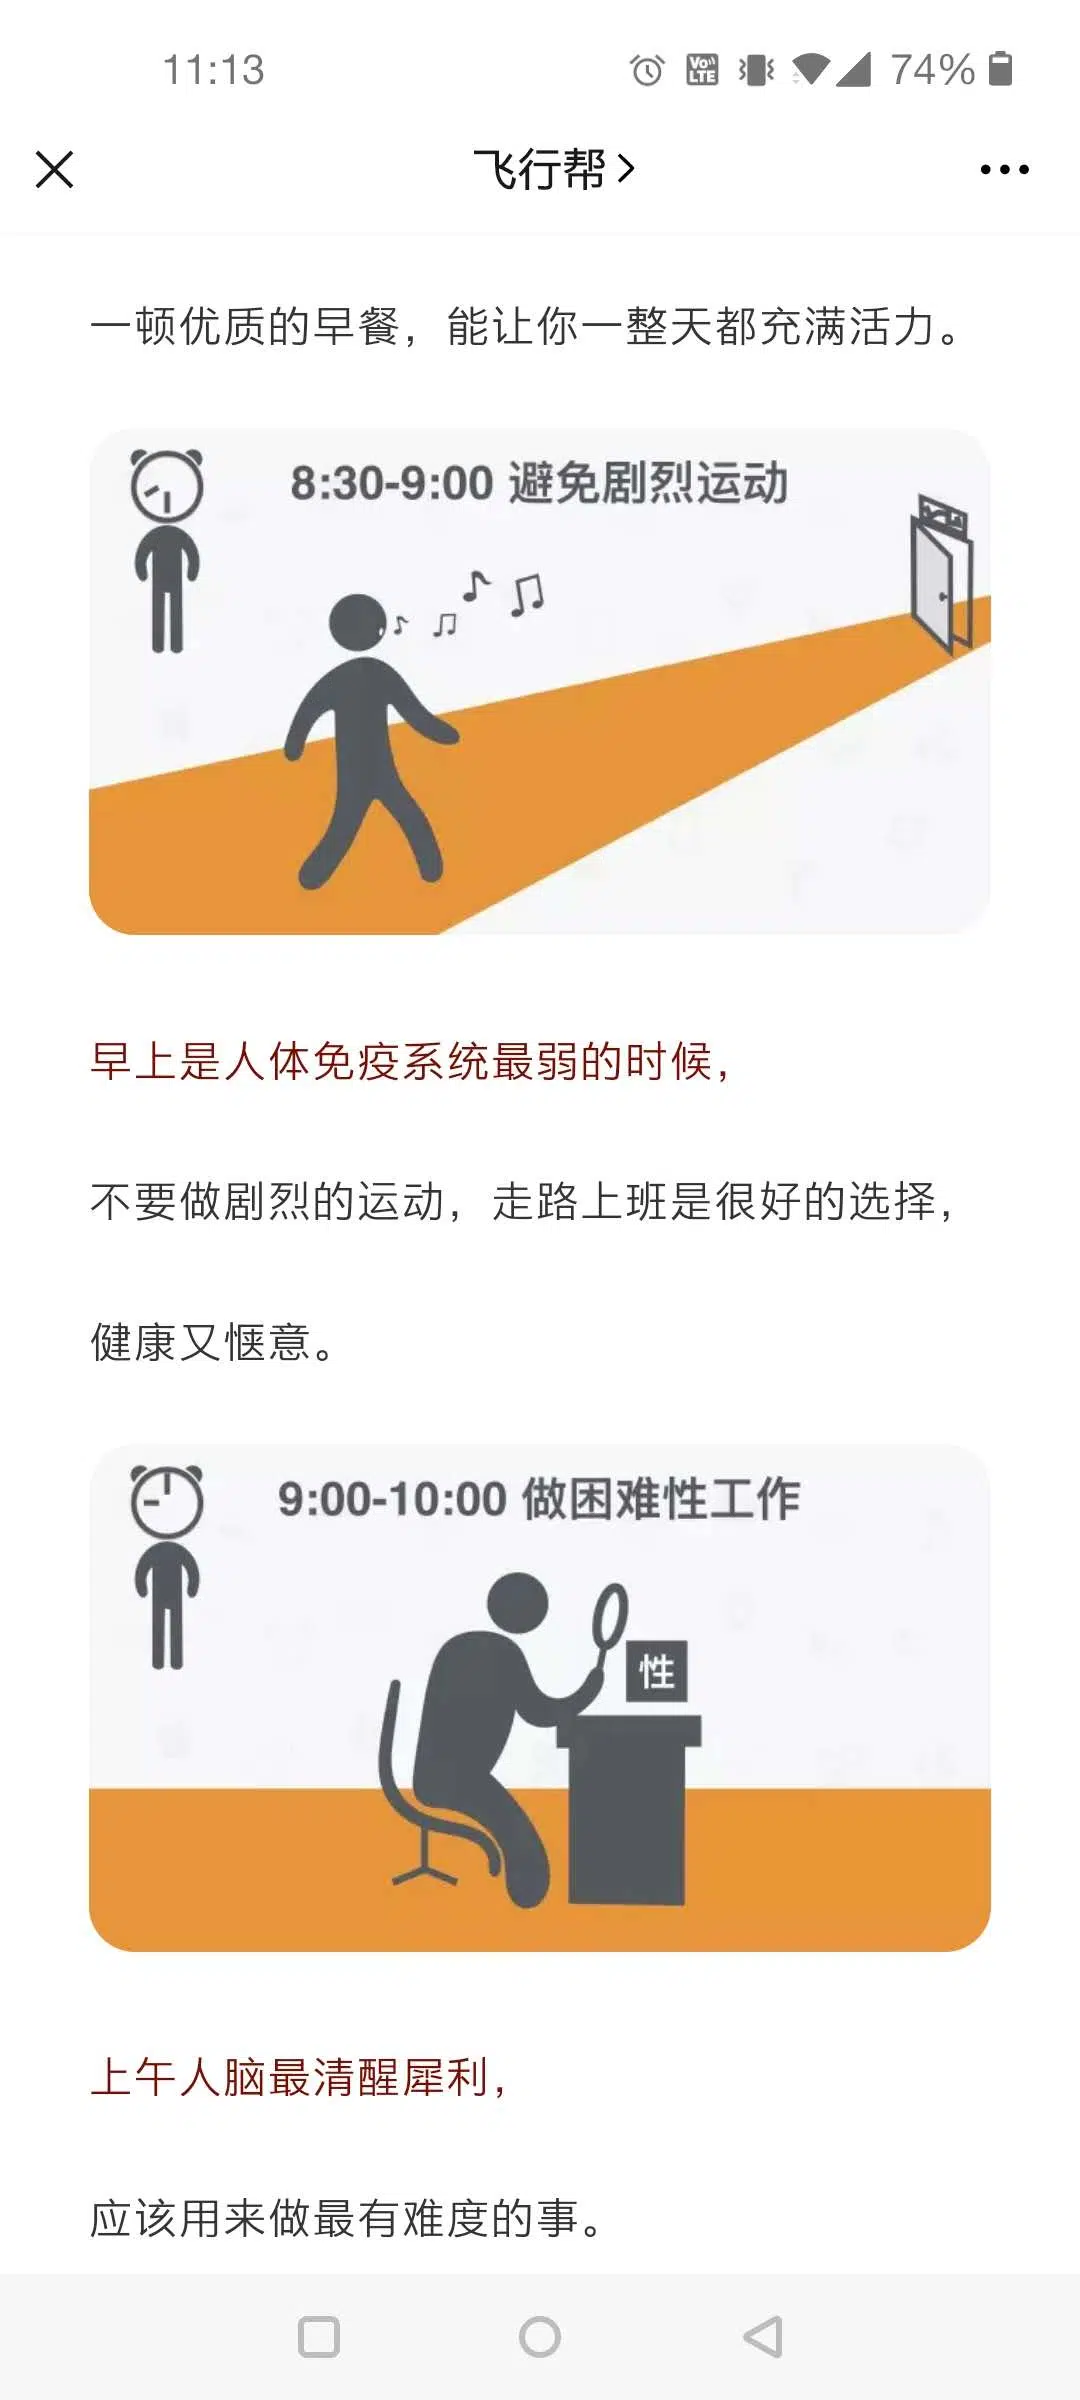 11:13
Vo LTE
74%
飞行帮
一顿优质的早餐，能让你一整天都充满活力。
8:30-9:00 避免剧烈运动
早上是人体免疫系统最弱的时候，
不要做剧烈的运动，走路上班是很好的选择，
健康又惬意。
9:00-10:00 做困难性工作
性
上午人脑最清醒犀利，
应该用来做最有难度的事。